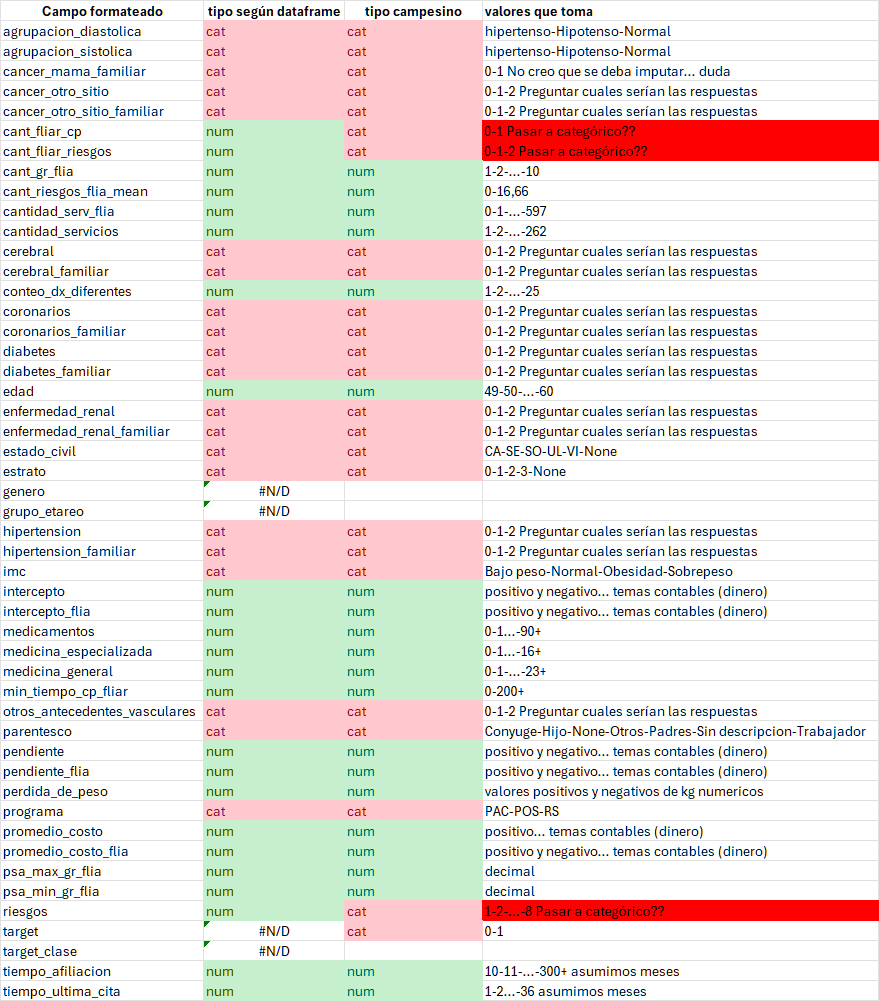 Campo formateado tipo según dataframe tipo campesino valores que toma
agrupacion_diastolica cat cat hipertenso-Hipotenso-Normal
agrupacion_sistolica cat cat hipertenso-Hipotenso-Normal
cancer_mama_familiar cat cat 0-1 No creo que se deba imputar... duda
cancer_otro_sitio cat cat 0-1-2 Preguntar cuales serían las respuestas
cancer_otro_sitio_familiar cat cat 0-1-2 Preguntar cuales serían las respuestas
cant_fliar_cp num cat 0-1 Pasar a categórico??
cant_fliar_riesgos num cat 0-1-2 Pasar a categórico??
cant_gr_flia num num 1-2-...-10
cant_riesgos_flia_mean num num 0-16,66
cantidad_serv_flia num num 0-1-...-597
cantidad_servicios num num 1-2-...-262
cerebral cat cat 0-1-2 Preguntar cuales serían las respuestas
cerebral_familiar cat cat 0-1-2 Preguntar cuales serían las respuestas
conteo_dx_diferentes num num 1-2-...-25
coronarios cat cat 0-1-2 Preguntar cuales serían las respuestas
coronarios_familiar cat cat 0-1-2 Preguntar cuales serían las respuestas
diabetes cat cat 0-1-2 Preguntar cuales serían las respuestas
diabetes_familiar cat cat 0-1-2 Preguntar cuales serían las respuestas
edad num num 49-50-...-60
enfermedad_renal cat cat 0-1-2 Preguntar cuales serían las respuestas
enfermedad_renal_familiar cat cat 0-1-2 Preguntar cuales serían las respuestas
estado_civil cat cat CA-SE-SO-UL-VI-None
estrato cat cat 0-1-2-3-None
genero #N/D
grupo_etareo #N/D
hipertension cat cat 0-1-2 Preguntar cuales serían las respuestas
hipertension_familiar cat cat 0-1-2 Preguntar cuales serían las respuestas
imc cat cat Bajo peso-Normal-Obesidad-Sobrepeso
intercepto num num positivo y negativo... temas contables (dinero)
intercepto_flia num num positivo y negativo... temas contables (dinero)
medicamentos num num 0-1...-90+
medicina_especializada num num 0-1...-16+
medicina_general num num 0-1-...-23+
min_tiempo_cp_fliar num num 0-200+
otros_antecedentes_vasculares cat cat 0-1-2 Preguntar cuales serían las respuestas
parentesco cat cat Conyuge-Hijo-None-Otros-Padres-Sin descripcion-Trabajador
pendiente num num positivo y negativo... temas contables (dinero)
pendiente_flia num num positivo y negativo... temas contables (dinero)
perdida_de_peso num num valores positivos y negativos de kg numericos
programa cat cat PAC-POS-RS
promedio_costo num num positivo... temas contables (dinero)
promedio_costo_flia num num positivo y negativo... temas contables (dinero)
psa_max_gr_flia num num decimal
psa_min_gr_flia num num decimal
riesgos num cat 1-2-...-8 Pasar a categórico??
target #N/D cat 0-1
target_clase #N/D
tiempo_afiliacion num num 10-11-...-300+ asumimos meses
tiempo_ultima_cita num num 1-2...-36 asumimos meses